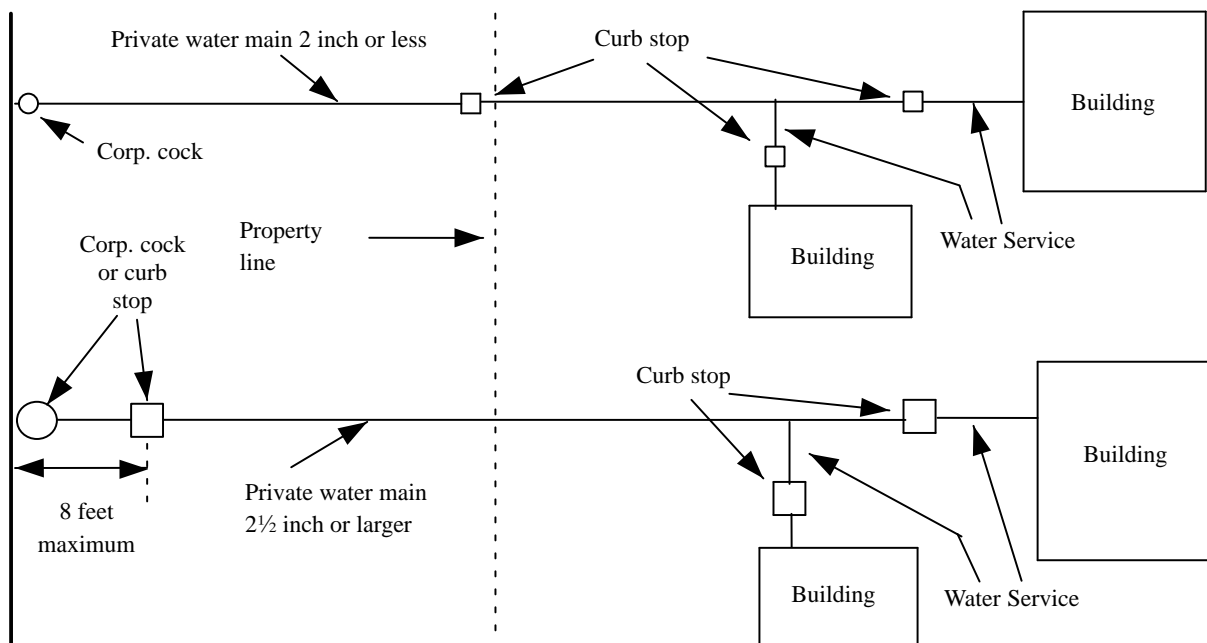 Private water main 2 inch or less
Curb stop
Building
Corp. cock
Property
line
Water Service
Building
Corp. cock
or curb
stop
Curb stop
Building
Private water main
2½ inch or larger
8 feet
maximum
Building
Water Service